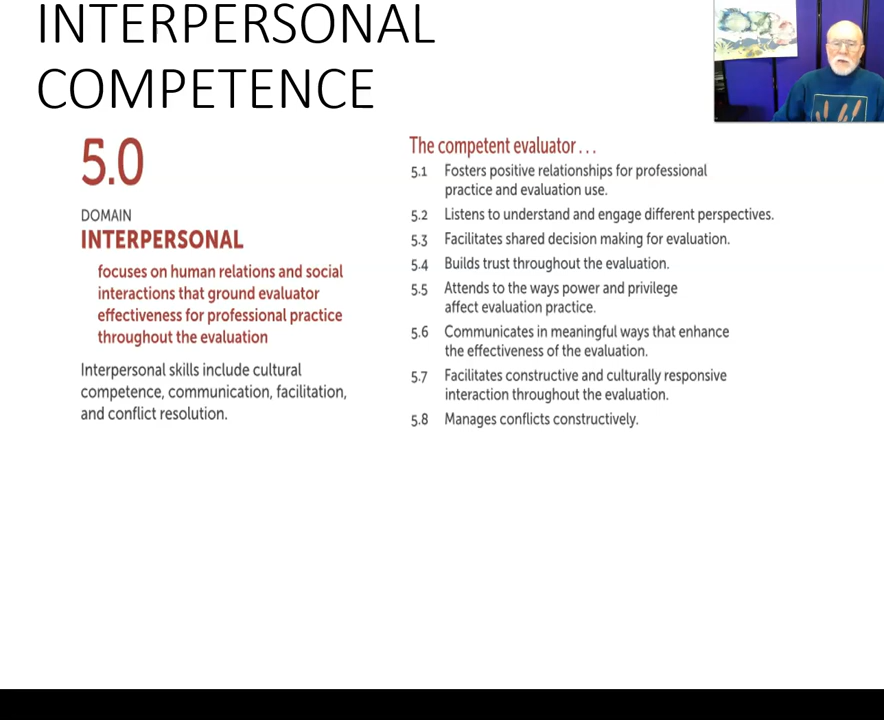 INTERPERSONAL
COMPETENCE
5.0
DOMAIN
INTERPERSONAL
focuses on human relations and social
interactions that ground evaluator
effectiveness for professional practice
throughout the evaluation
Interpersonal skills include cultural
competence, communication, facilitation,
and conflict resolution.
The competent evaluator . . .
5.1 Fosters positive relationships for professional
practice and evaluation use.
5.2 Listens to understand and engage different perspectives.
5.3 Facilitates shared decision making for evaluation.
5.4 Builds trust throughout the evaluation.
5.5 Attends to the ways power and privilege
affect evaluation practice.
5.6 Communicates in meaningful ways that enhance
the effectiveness of the evaluation.
5.7 Facilitates constructive and culturally responsive
interaction throughout the evaluation.
5.8 Manages conflicts constructively.